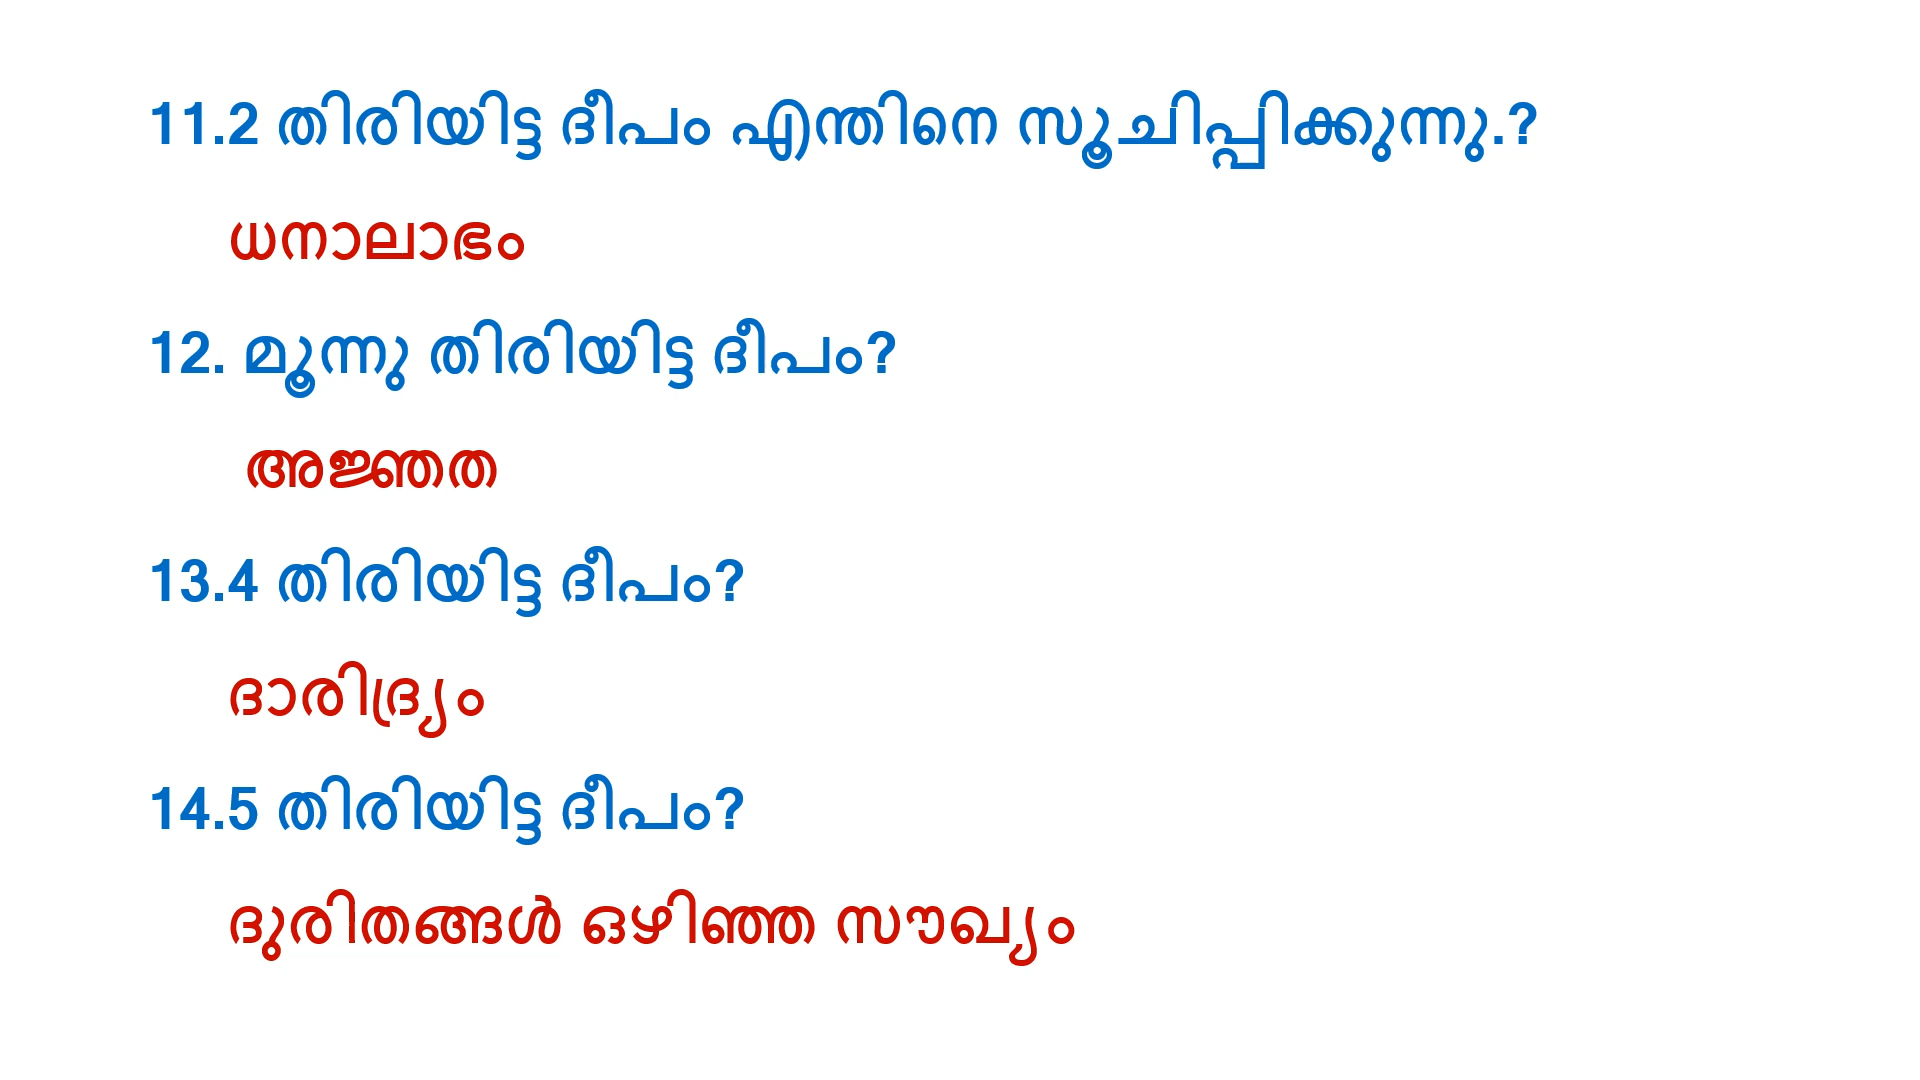 11.2 തിരിയിട്ട ദീപം എന്തിനെ സൂചിപ്പിക്കുന്നു.?
ധനാലാഭം
12. മൂന്നു തിരിയിട്ട ദീപം?
അജ്ഞത
13.4 തിരിയിട്ട ദീപം?
ദാരിദ്ര്യം
14.5 തിരിയിട്ട ദീപം?
ദുരിതങ്ങൾ ഒഴിഞ്ഞ സൗഖ്യം